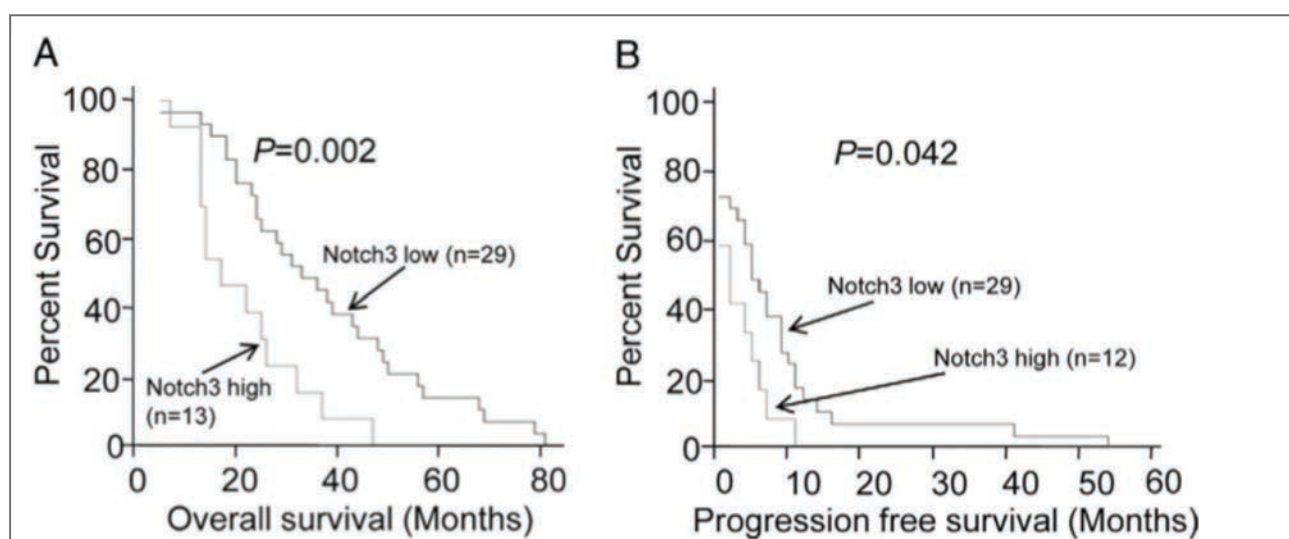 A
100
80
60
40
20
0
Percent Survival
P=0.002
Notch3 low (n=29)
Notch3 high
(n=13)
0 20 40 60 80
Overall survival (Months)
B
100
80
60
40
20
0
Percent Survival
P=0.042
Notch3 low (n=29)
Notch3 high (n=12)
0 10 20 30 40 50 60
Progression free survival (Months)